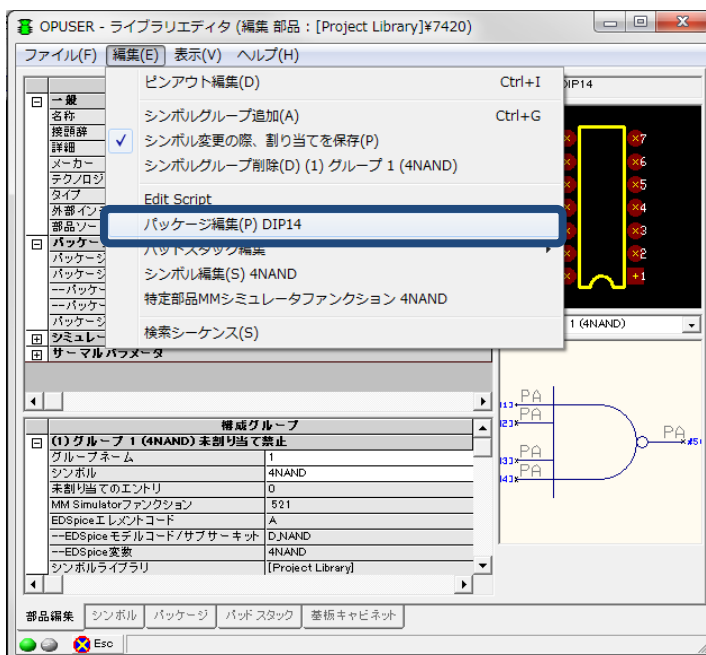 OPUSER - ライブラリエディタ (編集 部品 : [Project Library]¥7420)
ファイル(F) 編集(E) 表示(V) ヘルプ(H)
ピンアウト編集(D) Ctrl+I
シンボルグループ追加(A) Ctrl+G
✓ シンボル変更の際、割り当てを保存(P)
シンボルグループ削除(D) (1) グループ 1 (4NAND)
Edit Script
パッケージ編集(P) DIP14
パッドスタック編集
シンボル編集(S) 4NAND
特定部品MMシミュレータファンクション 4NAND
検索シーケンス(S)
一般
名称
接頭辞
詳細
メーカー
テクノロジ
タイプ
外部イン
部品ソー
パッケー
パッケージ
パッケージ
--パッケー
--パッケー
パッケージ
シミュレー
サーマルパラメータ
DIP14
×7
×6
×5
×4
×3
×2
+1
1 (4NAND)
PA
PA
PA
PA
PA
構成グループ
(1) グループ 1 (4NAND) 未割り当て禁止
グループネーム 1
シンボル 4NAND
未割り当てのエントリ 0
MM Simulatorファンクション 521
EDSpiceエレメントコード A
--EDSpiceモデルコード/サブサーキット D_NAND
--EDSpice変数 4NAND
シンボルライブラリ [Project Library]
部品編集 シンボル パッケージ パッド スタック 基板キャビネット
Esc